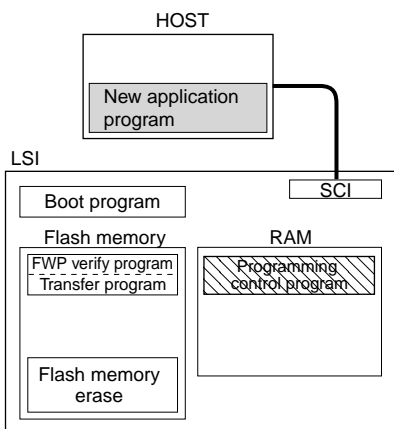 HOST
New application
program
LSI
SCI
Boot program
Flash memory
FWP verify program
Transfer program
Flash memory
erase
RAM
Programming
control program